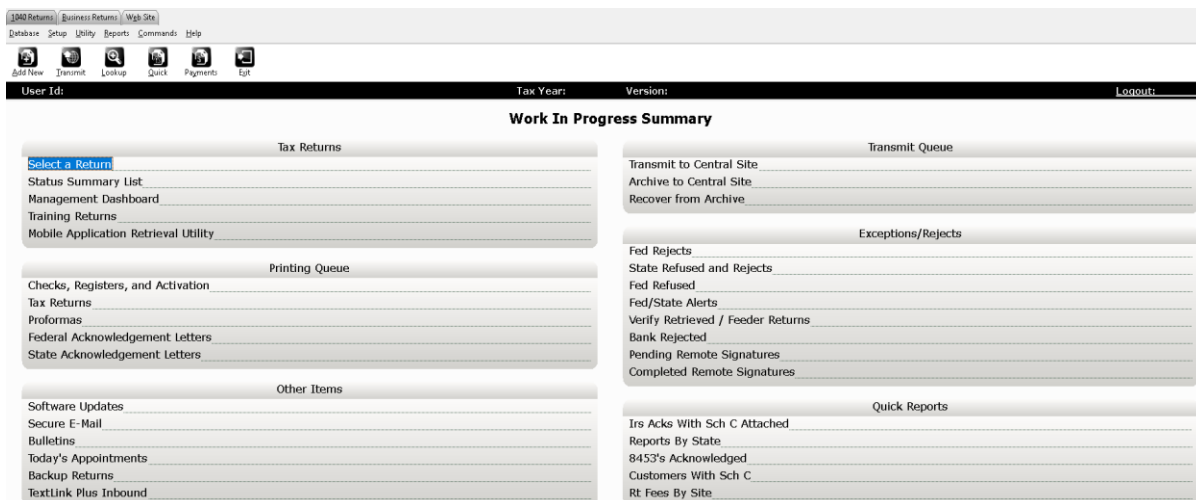 1040 Returns Business Returns Web Site
Database Setup Utility Reports Commands Help
Add New Transmit Lookup Quick Payments Exit
User Id: Tax Year: Version: Logout:
Work In Progress Summary
Tax Returns
Select a Return
Status Summary List
Management Dashboard
Training Returns
Mobile Application Retrieval Utility
Printing Queue
Checks, Registers, and Activation
Tax Returns
Proformas
Federal Acknowledgement Letters
State Acknowledgement Letters
Other Items
Software Updates
Secure E-Mail
Bulletins
Today's Appointments
Backup Returns
TextLink Plus Inbound
Transmit Queue
Transmit to Central Site
Archive to Central Site
Recover from Archive
Exceptions/Rejects
Fed Rejects
State Refused and Rejects
Fed Refused
Fed/State Alerts
Verify Retrieved / Feeder Returns
Bank Rejected
Pending Remote Signatures
Completed Remote Signatures
Quick Reports
Irs Acks With Sch C Attached
Reports By State
8453's Acknowledged
Customers With Sch C
Rt Fees By Site